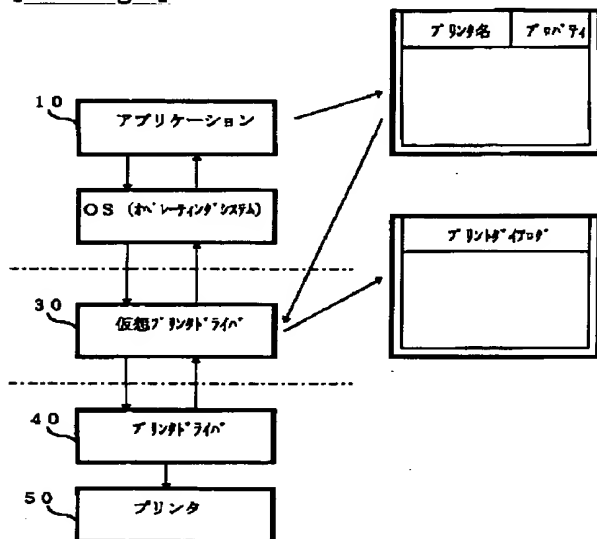 プリンタ名 プロパティ
10
アプリケーション
OS (オペレーティングシステム)
プリントダイアログ
30
仮想プリンタドライバ
40
プリンタドライバ
50
プリンタ